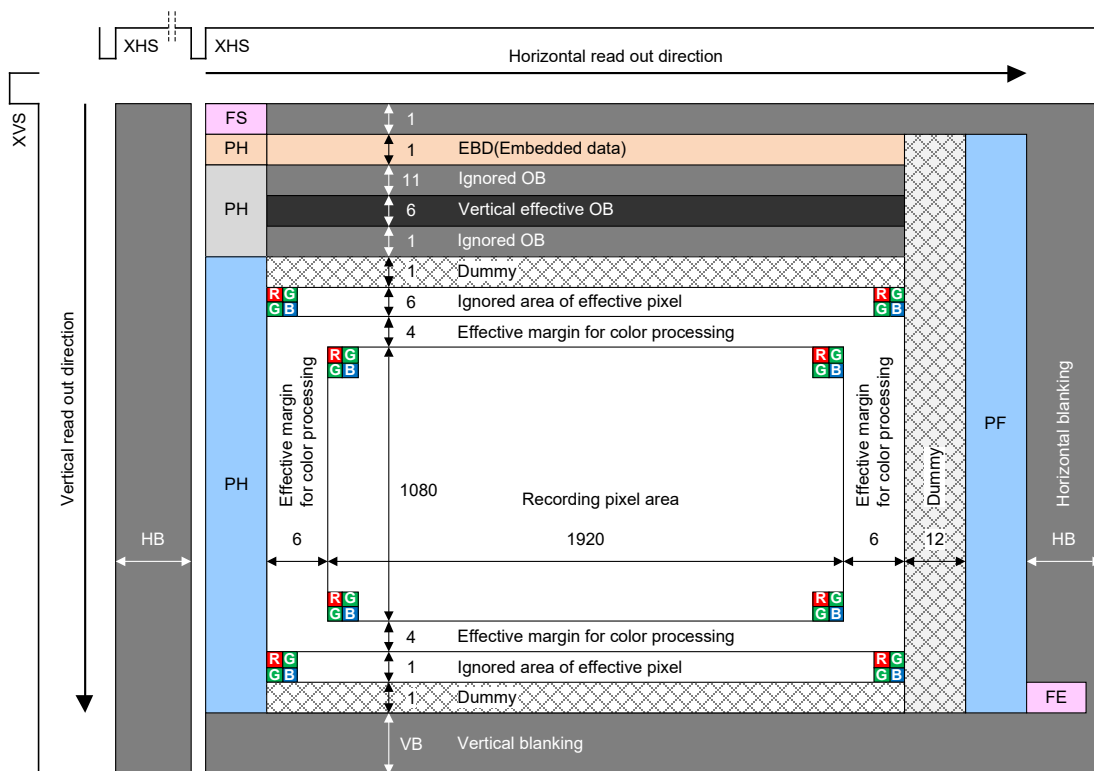 XHS
XHS
Horizontal read out direction
XVS
Vertical read out direction
FS
1
PH
1
EBD(Embedded data)
PH
11
Ignored OB
6
Vertical effective OB
1
Ignored OB
1
Dummy
R G
G B
6
Ignored area of effective pixel
R G
G B
4
Effective margin for color processing
R G
G B
R G
G B
PH
Effective margin
for color processing
1080
Recording pixel area
Effective margin
for color processing
Dummy
PF
Horizontal blanking
HB
6
1920
6
12
HB
R G
G B
R G
G B
4
Effective margin for color processing
R G
G B
1
Ignored area of effective pixel
R G
G B
1
Dummy
FE
VB
Vertical blanking